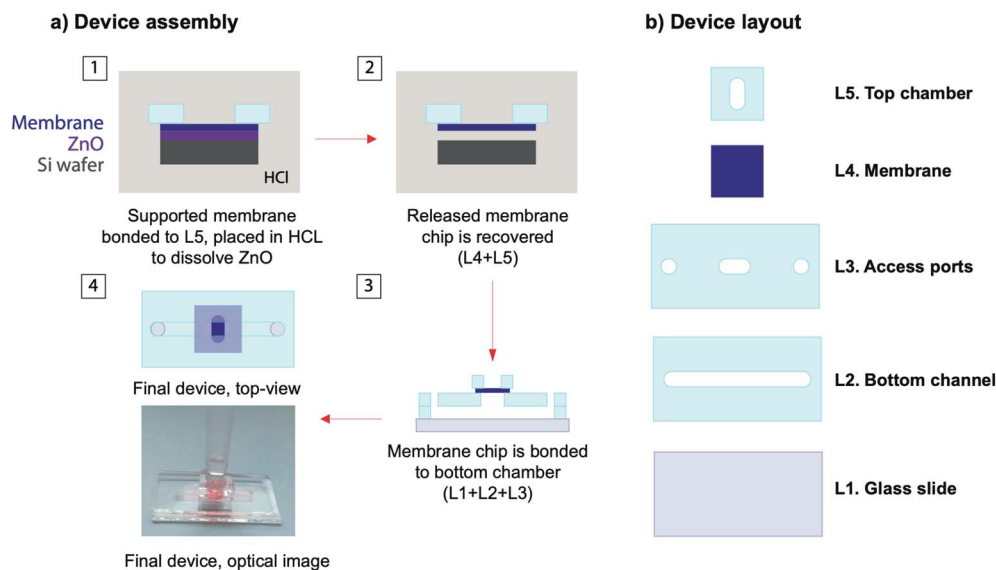 a) Device assembly
1
2
Membrane
ZnO
Si wafer
HCl
Supported membrane
bonded to L5, placed in HCL
to dissolve ZnO
Released membrane
chip is recovered
(L4+L5)
4
3
Final device, top-view
Membrane chip is bonded
to bottom chamber
(L1+L2+L3)
Final device, optical image
b) Device layout
L5. Top chamber
L4. Membrane
L3. Access ports
L2. Bottom channel
L1. Glass slide